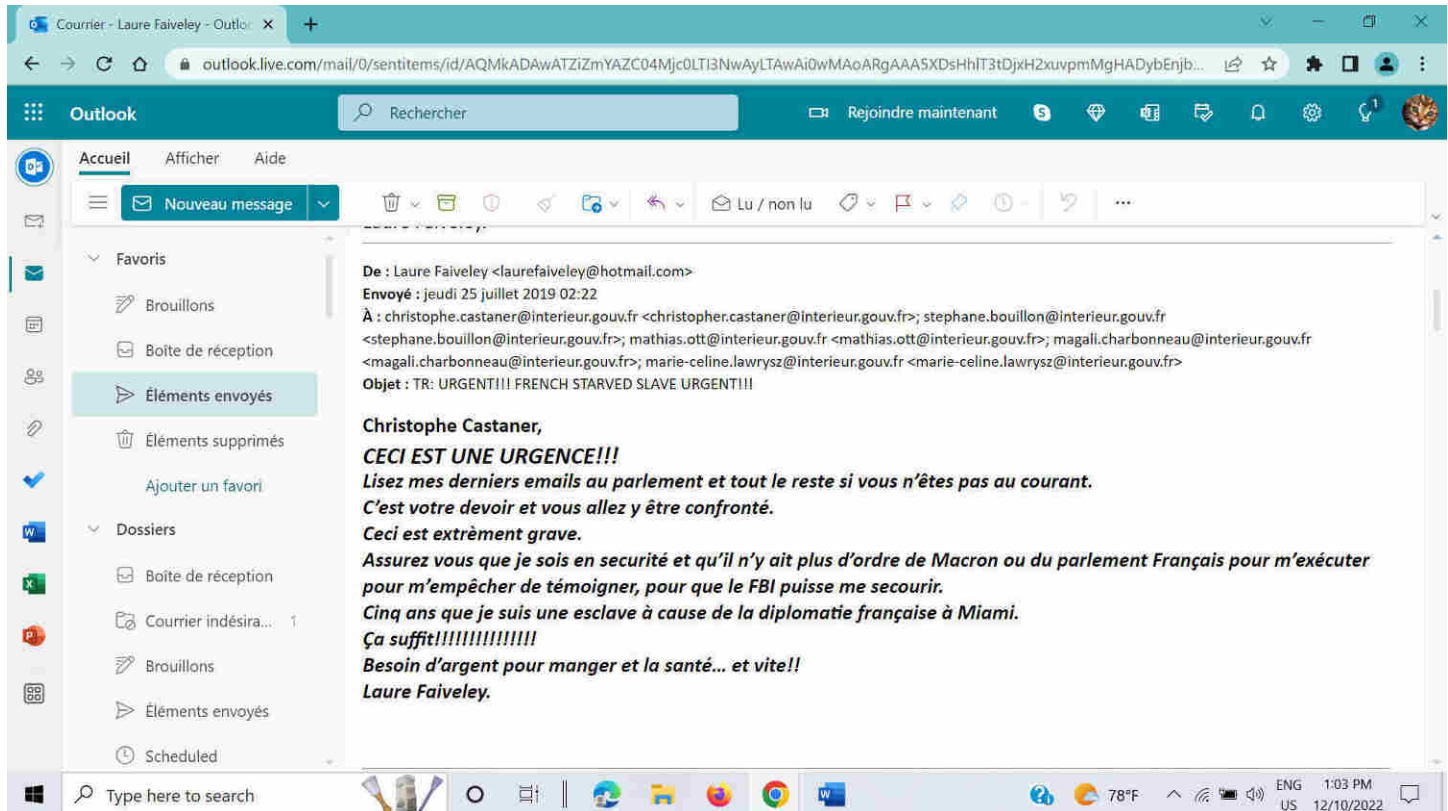 Courrier - Laure Faiveley - Outloo
outlook.live.com/mail/0/sentitems/id/AQMkADAwATZiZmYAZC04Mjc0LTI3NwAyLTAwAi0wMAoARgAAA5XDsHhlT3tDjxH2xuvpmMgHADybEnjb...
Outlook
Rechercher
Rejoindre maintenant
1
Accueil Afficher Aide
Nouveau message
Lu / non lu
Favoris
Brouillons
Boîte de réception
Éléments envoyés
Éléments supprimés
Ajouter un favori
Dossiers
Boîte de réception
Courrier indésira... 1
Brouillons
Éléments envoyés
Scheduled
Laure Faiveley.
De : Laure Faiveley <laurefaiveley@hotmail.com>
Envoyé : jeudi 25 juillet 2019 02:22
À : christophe.castaner@interieur.gouv.fr <christopher.castaner@interieur.gouv.fr>; stephane.bouillon@interieur.gouv.fr
<stephane.bouillon@interieur.gouv.fr>; mathias.ott@interieur.gouv.fr <mathias.ott@interieur.gouv.fr>; magali.charbonneau@interieur.gouv.fr
<magali.charbonneau@interieur.gouv.fr>; marie-celine.lawrysz@interieur.gouv.fr <marie-celine.lawrysz@interieur.gouv.fr>
Objet : TR: URGENT!!! FRENCH STARVED SLAVE URGENT!!!
Christophe Castaner,
CECI EST UNE URGENCE!!!
Lisez mes derniers emails au parlement et tout le reste si vous n'êtes pas au courant.
C'est votre devoir et vous allez y être confronté.
Ceci est extrèment grave.
Assurez vous que je sois en securité et qu'il n'y ait plus d'ordre de Macron ou du parlement Français pour m'exécuter
pour m'empêcher de témoigner, pour que le FBI puisse me secourir.
Cinq ans que je suis une esclave à cause de la diplomatie française à Miami.
Ça suffit!!!!!!!!!!!!!!!
Besoin d'argent pour manger et la santé... et vite!!
Laure Faiveley.
Type here to search
78°F
ENG
US
1:03 PM
12/10/2022